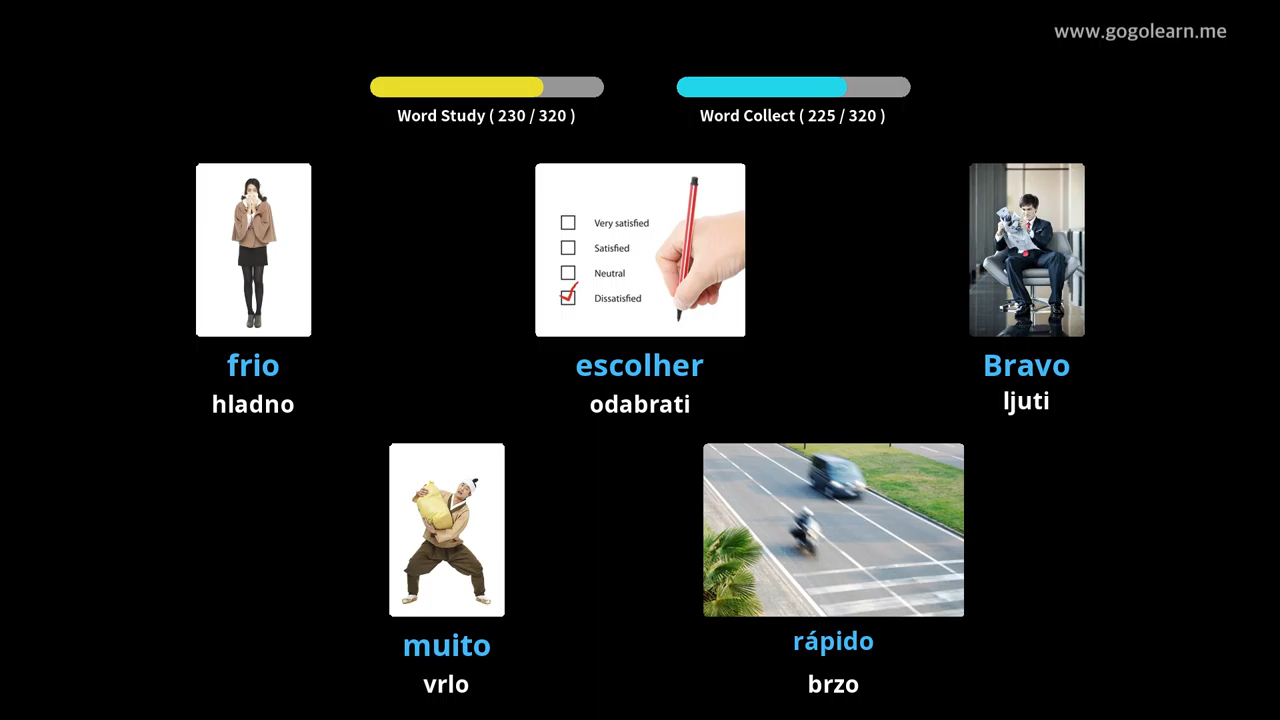 www.gogolearn.me
Word Study ( 230 / 320 )
Word Collect ( 225 / 320 )
Very satisfied
Satisfied
Neutral
Dissatisfied
frio
escolher
Bravo
hladno
odabrati
ljuti
muito
rápido
vrlo
brzo